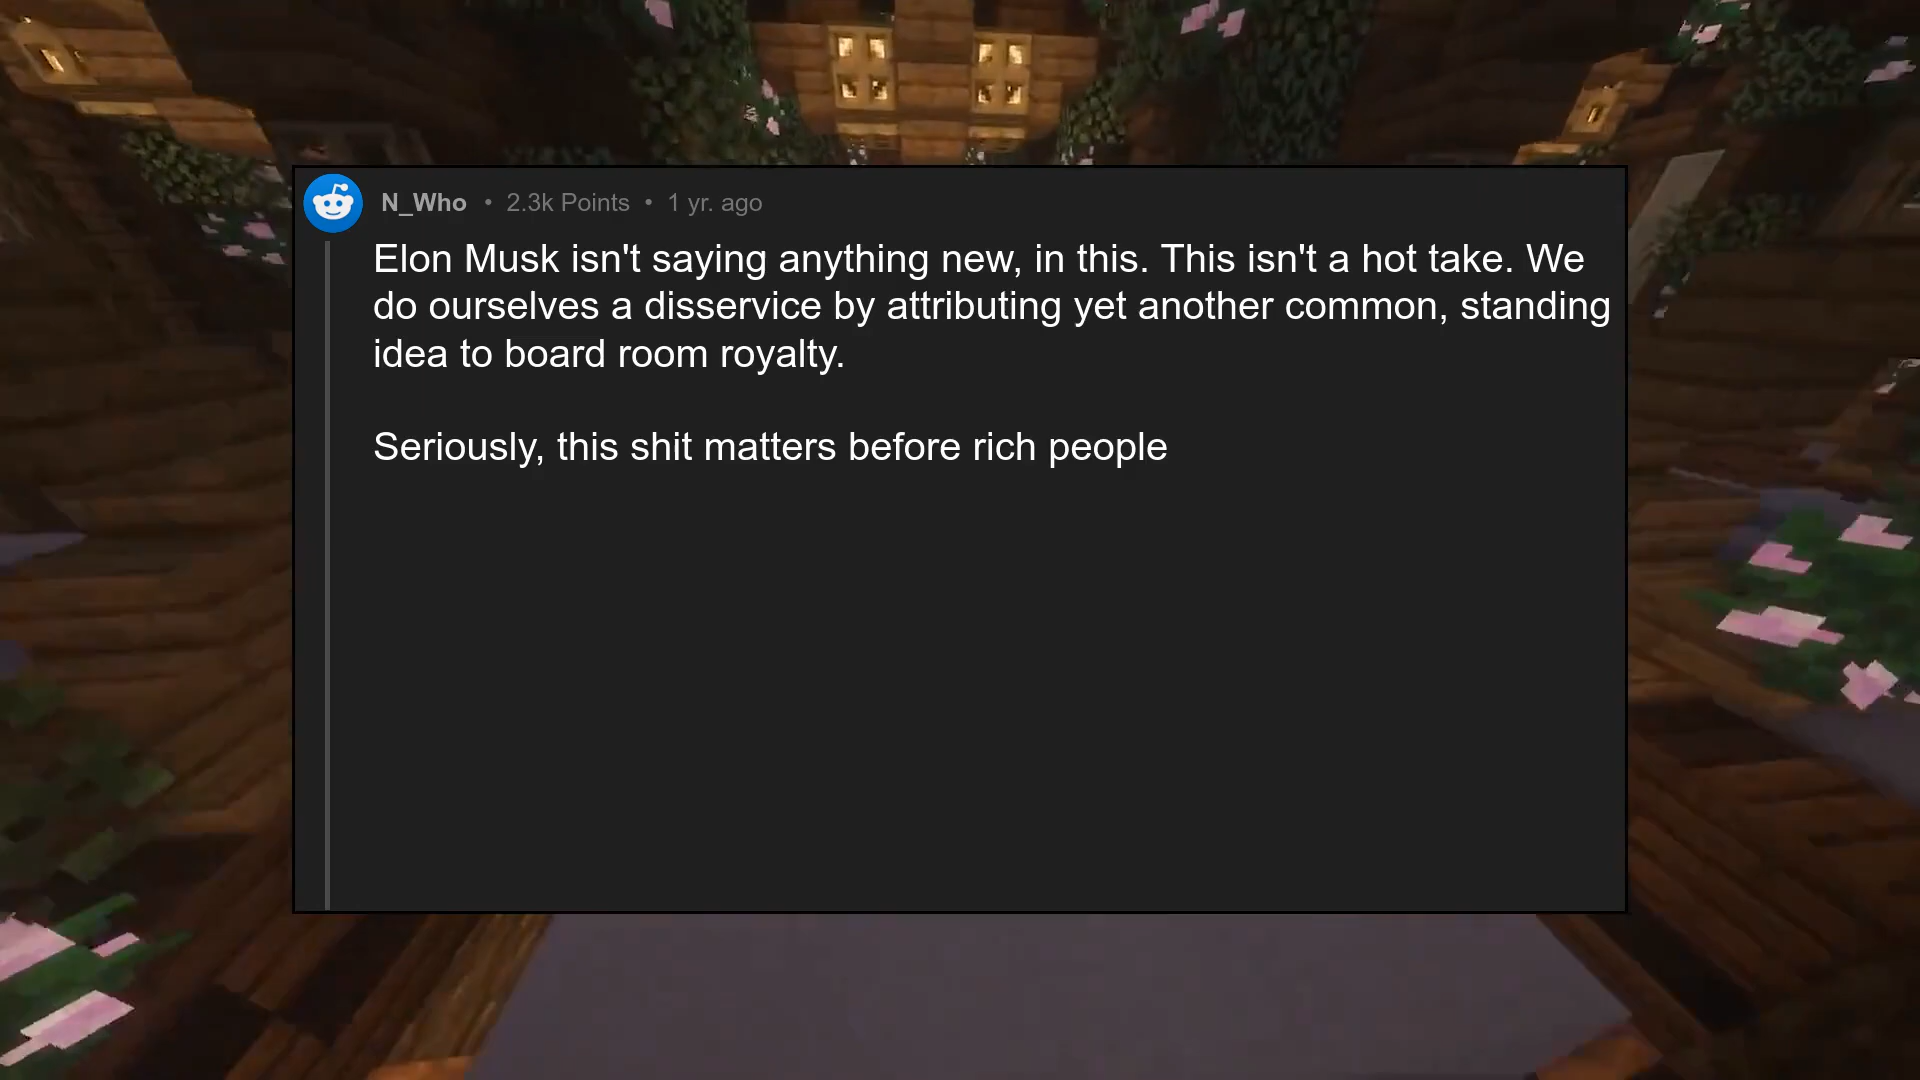 N_Who • 2.3k Points • 1 yr. ago
Elon Musk isn't saying anything new, in this. This isn't a hot take. We
do ourselves a disservice by attributing yet another common, standing
idea to board room royalty.
Seriously, this shit matters before rich people